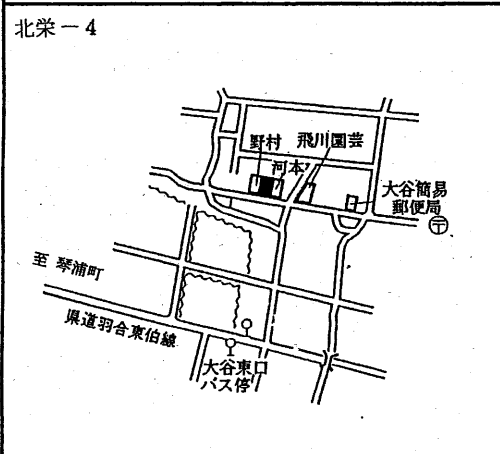 北栄－4
野村
飛川園芸
河本
大谷簡易
郵便局
〒
至 琴浦町
県道羽合東伯線
大谷東口
バス停